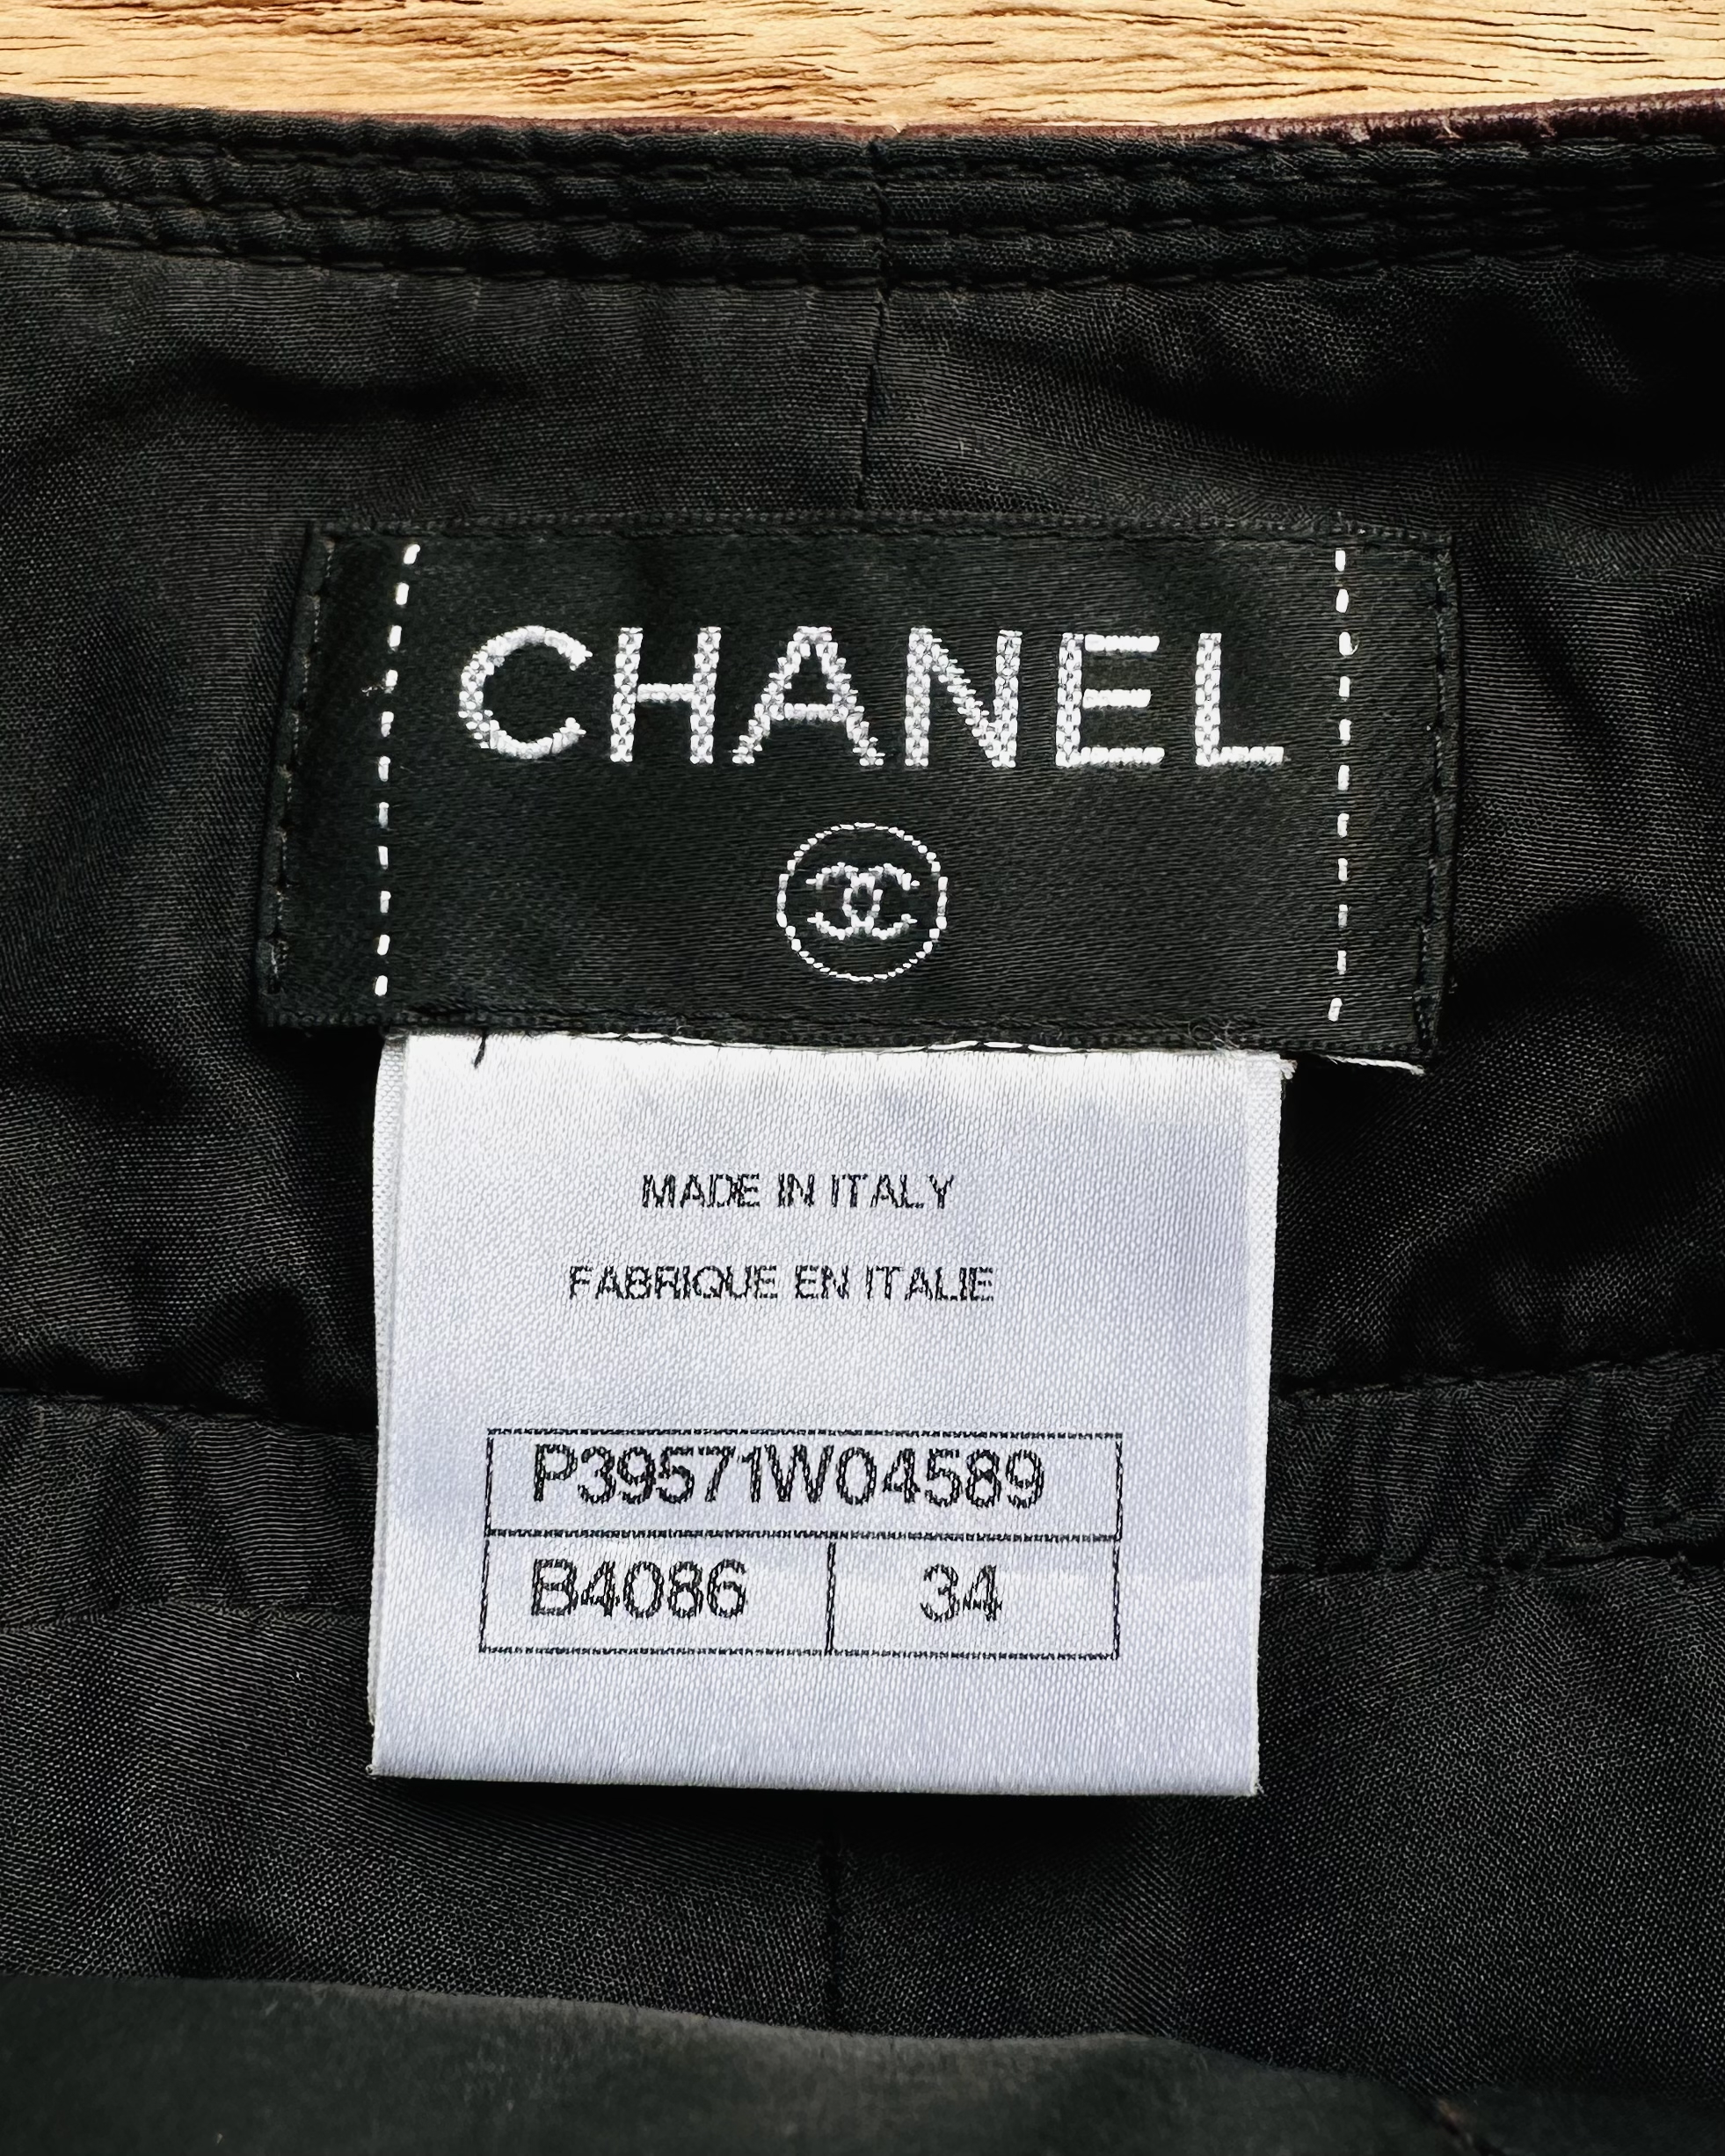 CHANEL
MADE IN ITALY
FABRIQUE EN ITALIE
P39571W04589
B4086 34